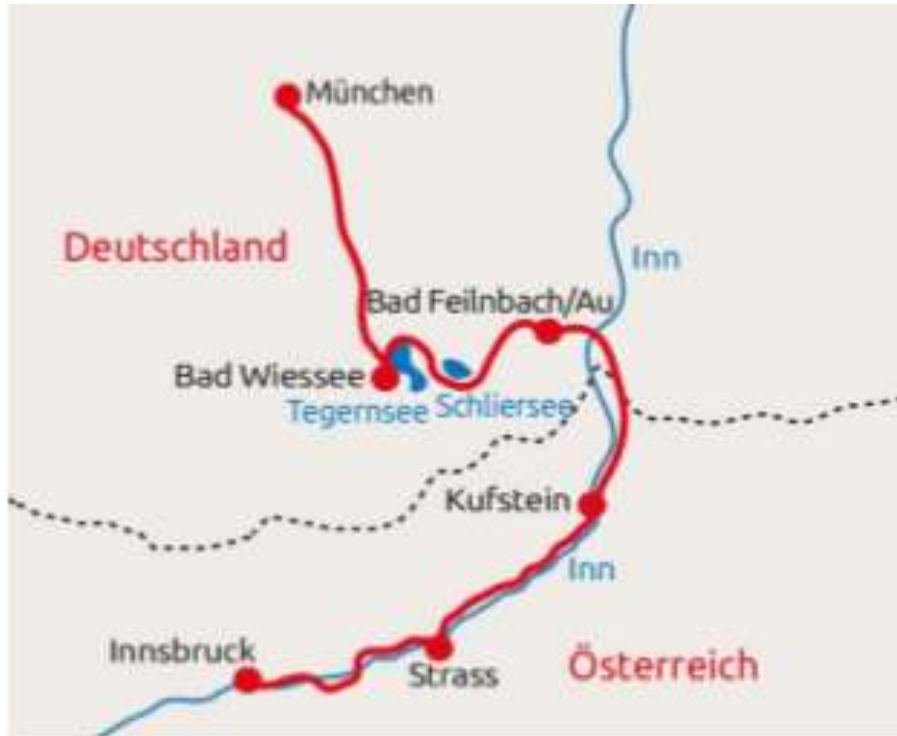 München
Deutschland
Inn
Bad Feilnbach/Au
Bad Wiessee
Tegernsee
Schliersee
Kufstein
Inn
Innsbruck
Strass
Österreich